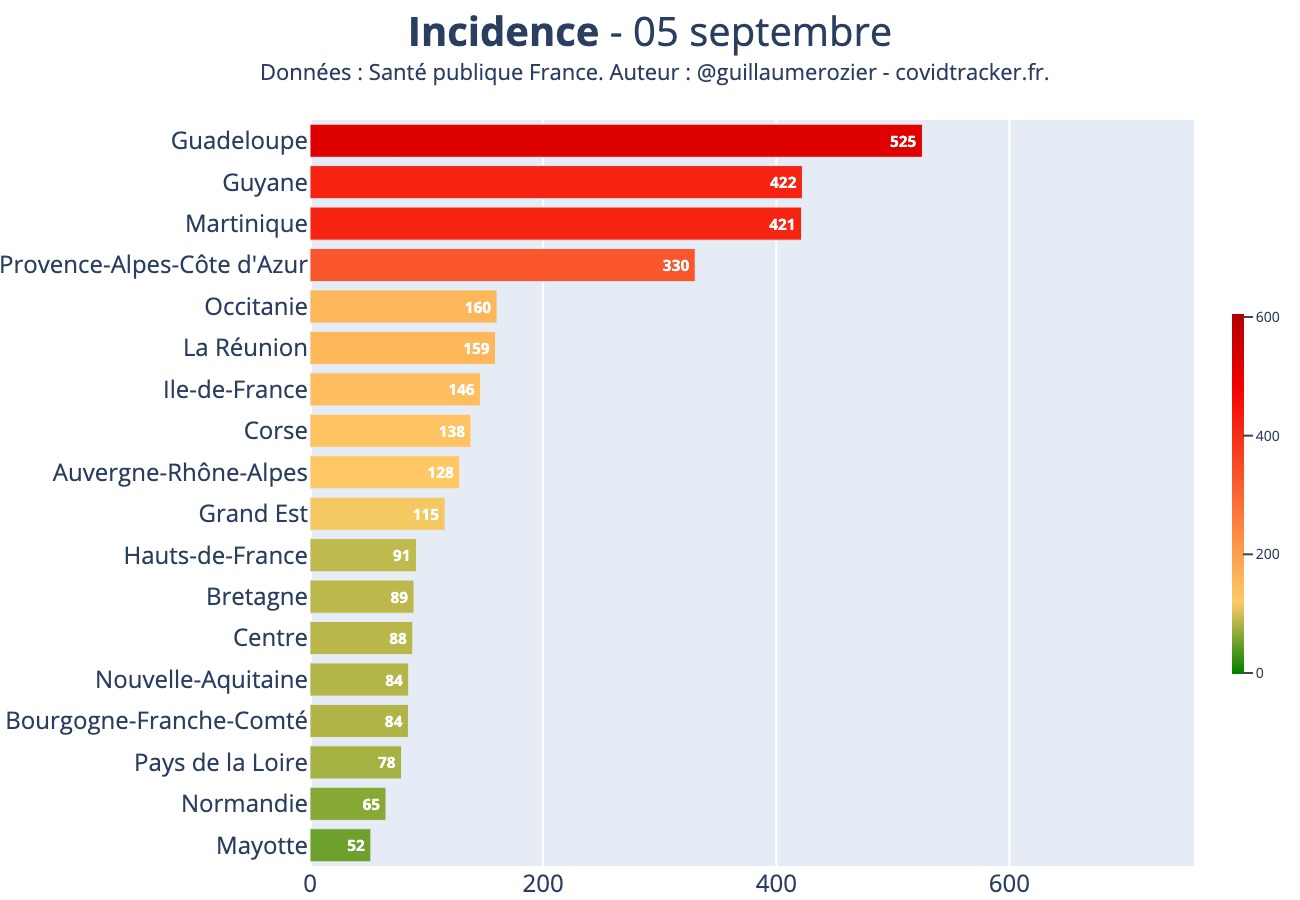 Incidence - 05 septembre
Données : Santé publique France. Auteur : @guillaumerozier - covidtracker.fr.
Guadeloupe 525
Guyane 422
Martinique 421
Provence-Alpes-Côte d'Azur 330
Occitanie 160
La Réunion 159
Ile-de-France 146
Corse 138
Auvergne-Rhône-Alpes 128
Grand Est 115
Hauts-de-France 91
Bretagne 89
Centre 88
Nouvelle-Aquitaine 84
Bourgogne-Franche-Comté 84
Pays de la Loire 78
Normandie 65
Mayotte 52
0 200 400 600
600
400
200
0